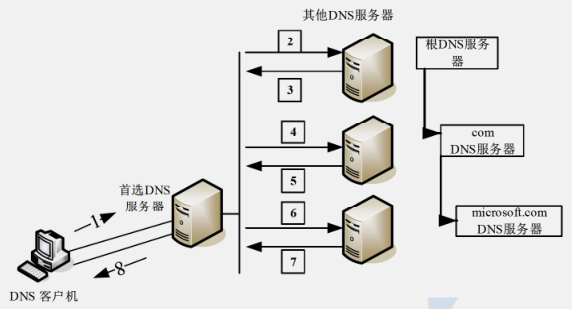 其他DNS服务器
2
根DNS服务
器
3
4
com
DNS服务器
5
首选DNS
服务器
6
microsoft.com
DNS服务器
1
7
8
DNS 客户机